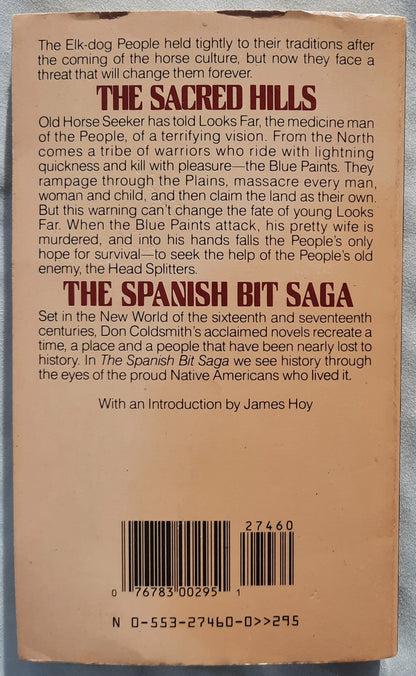 The Elk-dog People held tightly to their traditions after
the coming of the horse culture, but now they face a
threat that will change them forever.
THE SACRED HILLS
Old Horse Seeker has told Looks Far, the medicine man
of the People, of a terrifying vision. From the North
comes a tribe of warriors who ride with lightning
quickness and kill with pleasure—the Blue Paints. They
rampage through the Plains, massacre every man,
woman and child, and then claim the land as their own.
But this warning can't change the fate of young Looks
Far. When the Blue Paints attack, his pretty wife is
murdered, and into his hands falls the People's only
hope for survival—to seek the help of the People's old
enemy, the Head Splitters.
THE SPANISH BIT SAGA
Set in the New World of the sixteenth and seventeenth
centuries, Don Coldsmith's acclaimed novels recreate a
time, a place and a people that have been nearly lost to
history. In The Spanish Bit Saga we see history through
the eyes of the proud Native Americans who lived it.
With an Introduction by James Hoy
27460
0 76783 00295 1
N 0-553-27460-0>>295